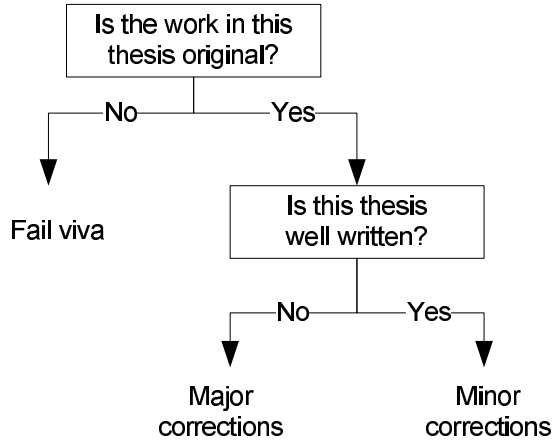 Is the work in this
thesis original?
No
Yes
Fail viva
Is this thesis
well written?
No
Yes
Major
corrections
Minor
corrections